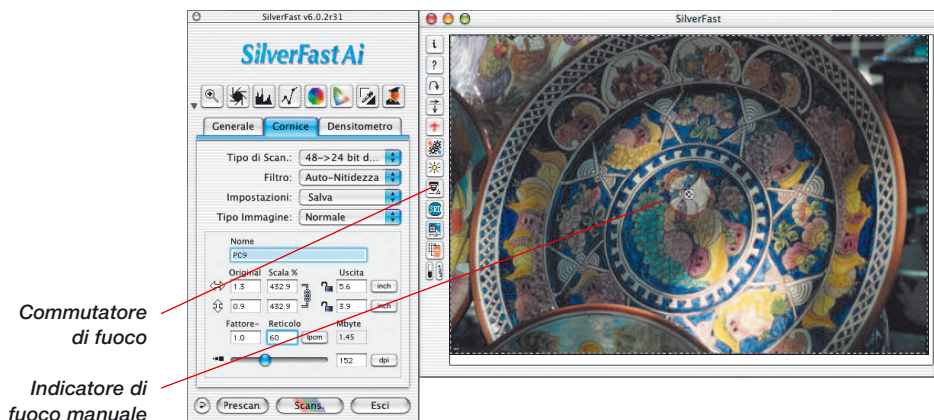 SilverFast v6.0.2r31
SilverFast
SilverFast Ai
Generale Cornice Densitometro
Tipo di Scan.: 48->24 bit d...
Filtro: Auto-Nitidezza
Impostazioni: Salva
Tipo Immagine: Normale
Nome
PC9
Original Scala % Uscita
1.3 432.9 5.6 inch
0.9 432.9 3.9 inch
Fattore- Reticolo Mbyte
1.0 60 lpcm 1.45
152 dpi
Prescan Scans. Esci
i
?
A
SRD
Commutatore
di fuoco
Indicatore di
fuoco manuale